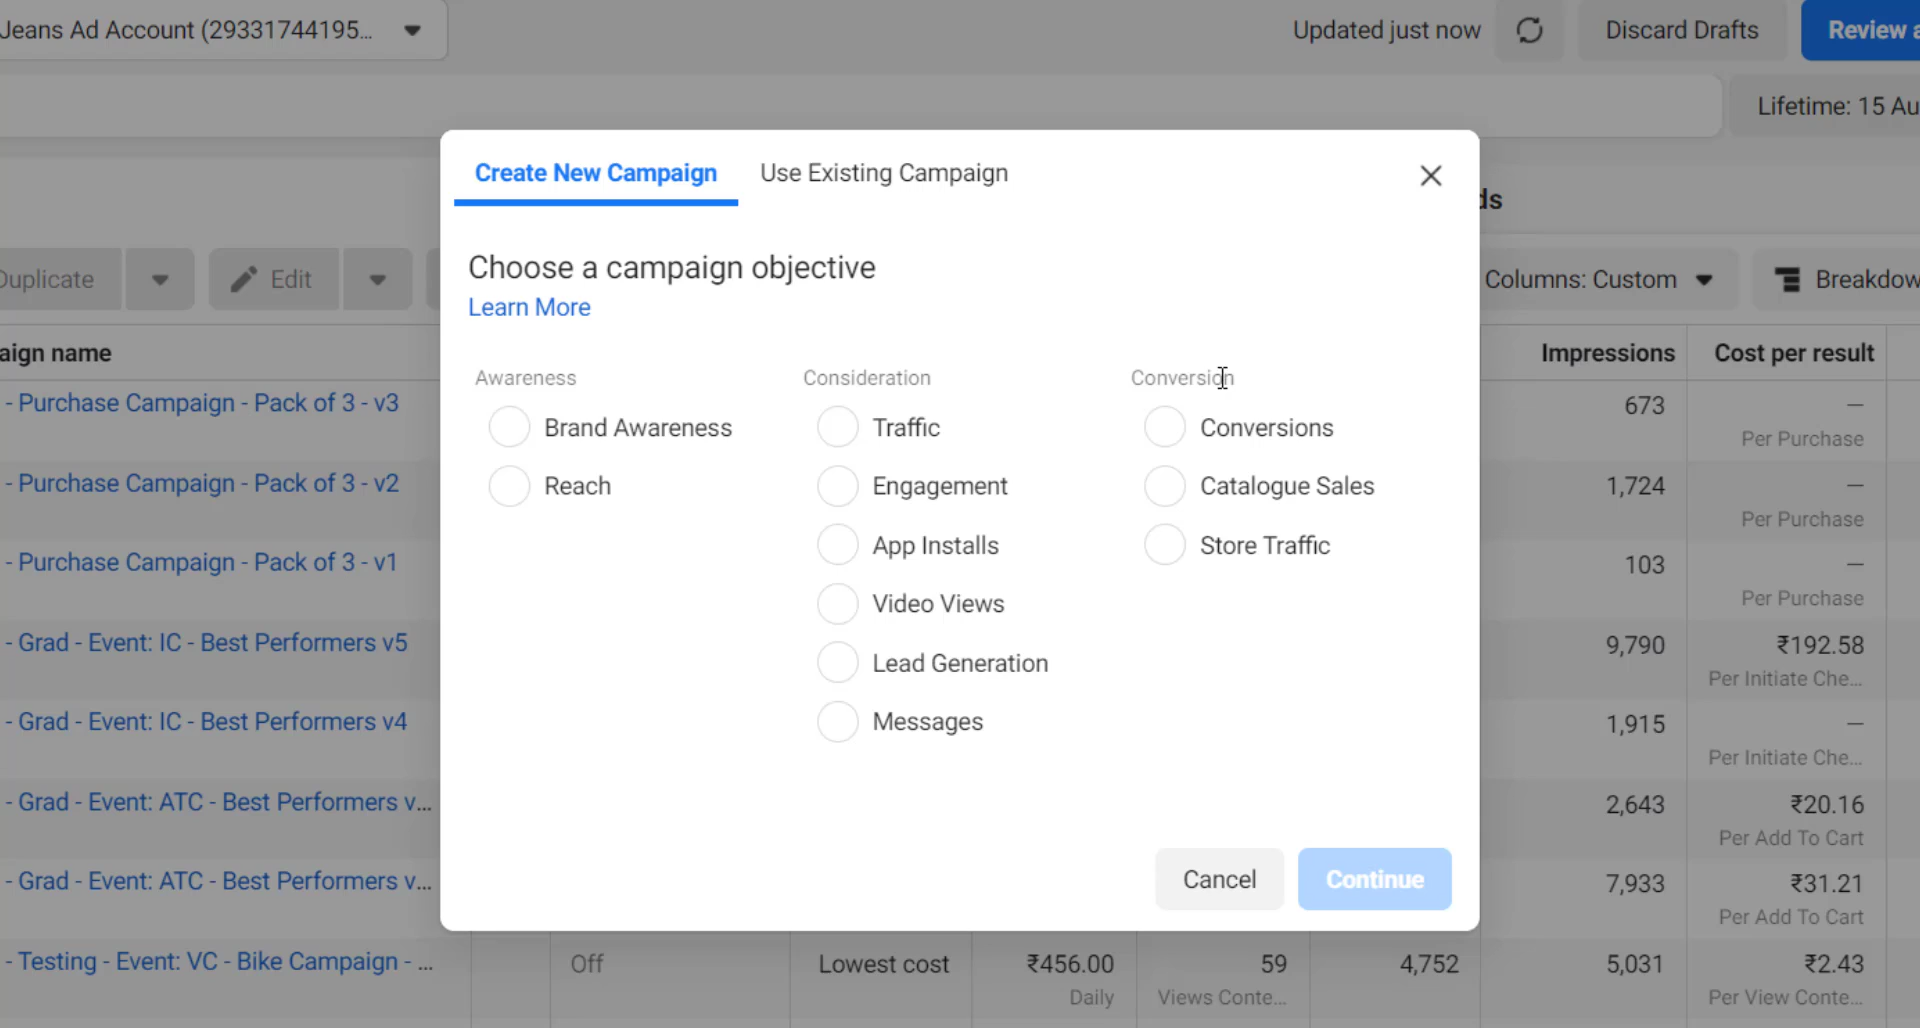 Jeans Ad Account (29331744195...
Updated just now
Discard Drafts
Review a
Lifetime: 15 Au
Create New Campaign
Use Existing Campaign
ds
Duplicate
Edit
Columns: Custom
Breakdow
Choose a campaign objective
Learn More
Awareness
Brand Awareness
Reach
Consideration
Traffic
Engagement
App Installs
Video Views
Lead Generation
Messages
Conversion
Conversions
Catalogue Sales
Store Traffic
Cancel
Continue
aign name
Impressions
Cost per result
- Purchase Campaign - Pack of 3 - v3
673
—
Per Purchase
- Purchase Campaign - Pack of 3 - v2
1,724
—
Per Purchase
- Purchase Campaign - Pack of 3 - v1
103
—
Per Purchase
- Grad - Event: IC - Best Performers v5
9,790
₹192.58
Per Initiate Che...
- Grad - Event: IC - Best Performers v4
1,915
—
Per Initiate Che...
- Grad - Event: ATC - Best Performers v...
2,643
₹20.16
Per Add To Cart
- Grad - Event: ATC - Best Performers v...
7,933
₹31.21
Per Add To Cart
- Testing - Event: VC - Bike Campaign - ...
Off
Lowest cost
₹456.00
Daily
59
Views Conte...
4,752
5,031
₹2.43
Per View Conte...